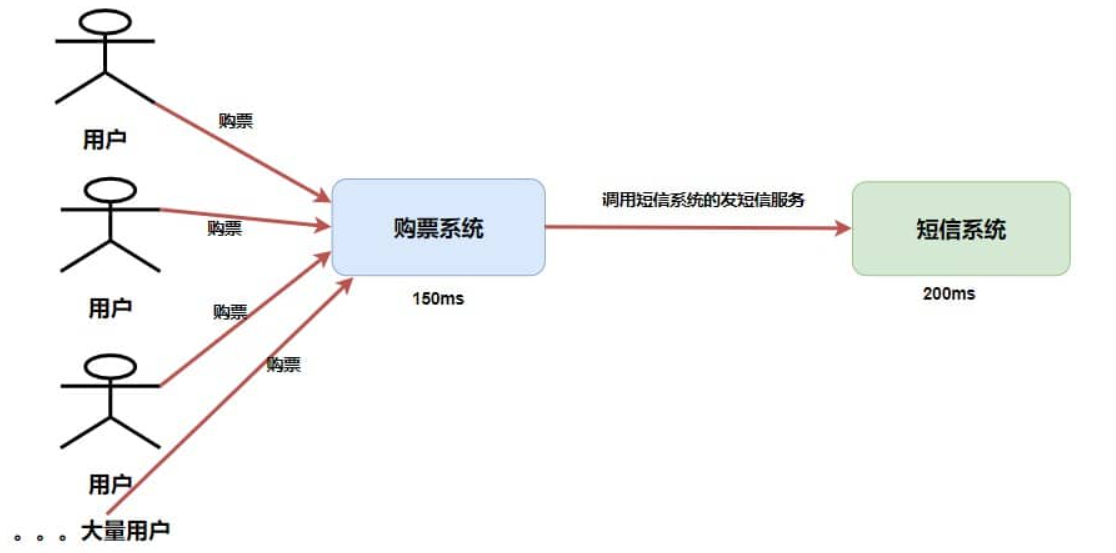 购票
用户
购票
用户
购票
购票
用户
。。。大量用户
购票系统
150ms
调用短信系统的发短信服务
短信系统
200ms